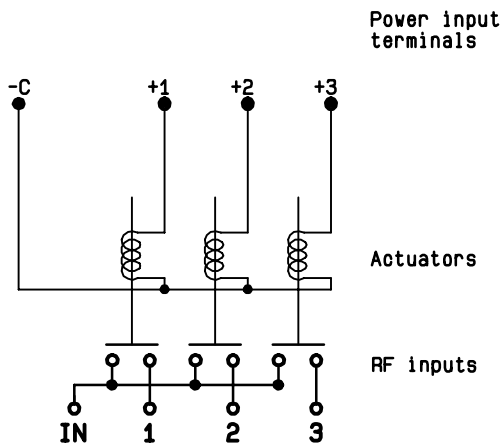 Power input
terminals
-C +1 +2 +3
Actuators
RF inputs
IN 1 2 3